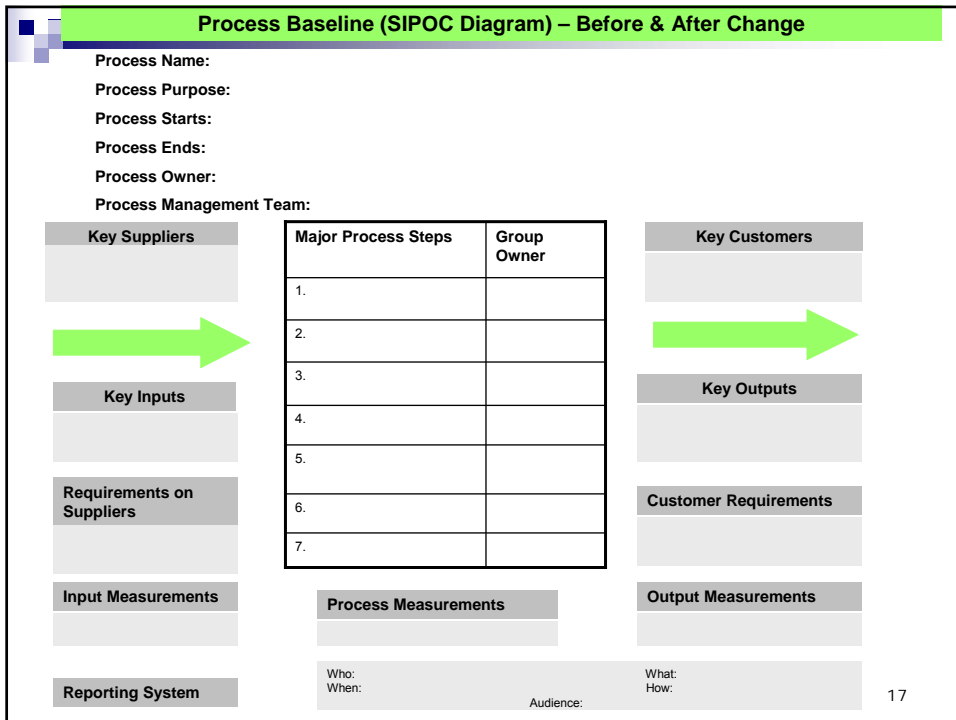 Process Baseline (SIPOC Diagram) – Before & After Change
Process Name:
Process Purpose:
Process Starts:
Process Ends:
Process Owner:
Process Management Team:
Key Suppliers
Key Inputs
Requirements on
Suppliers
Input Measurements
Major Process Steps
Group
Owner
1.
2.
3.
4.
5.
6.
7.
Process Measurements
Key Customers
Key Outputs
Customer Requirements
Output Measurements
Reporting System
Who:
What:
When:
How:
Audience:
17